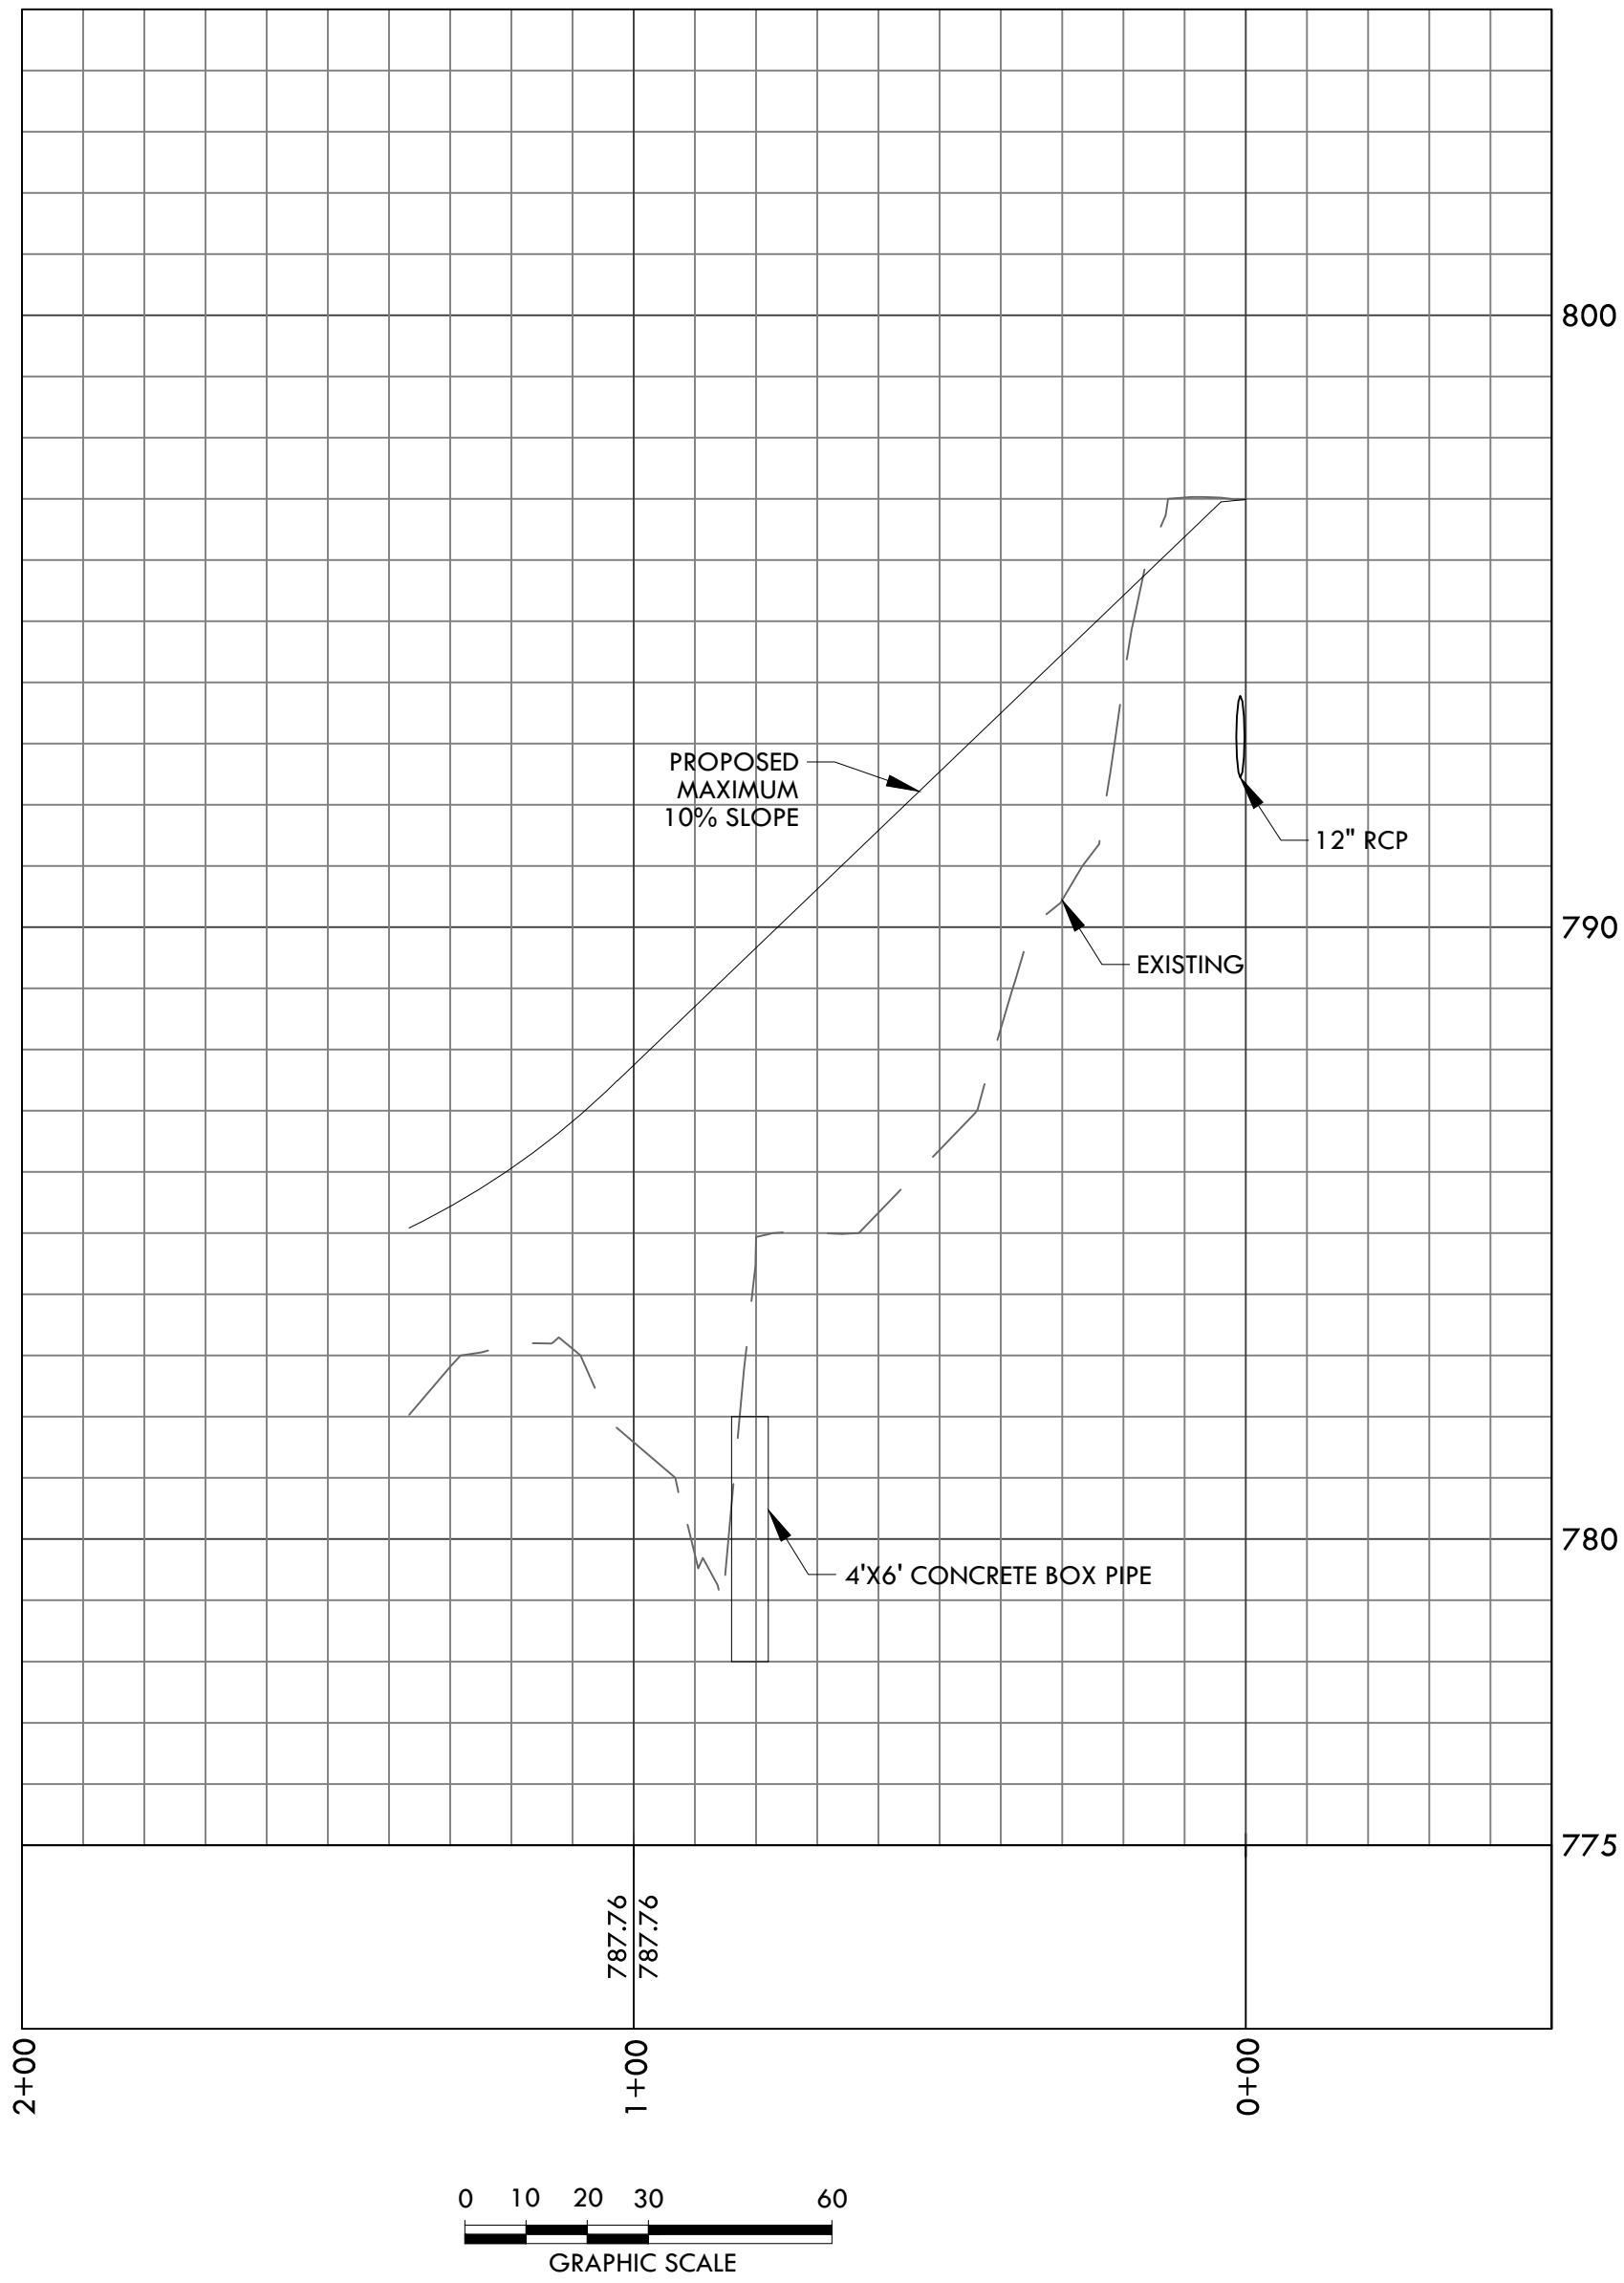 800
PROPOSED
MAXIMUM
10% SLOPE
12" RCP
790
EXISTING
780
4'X6' CONCRETE BOX PIPE
775
787.76
787.76
2+00
1+00
0+00
0 10 20 30 60
GRAPHIC SCALE